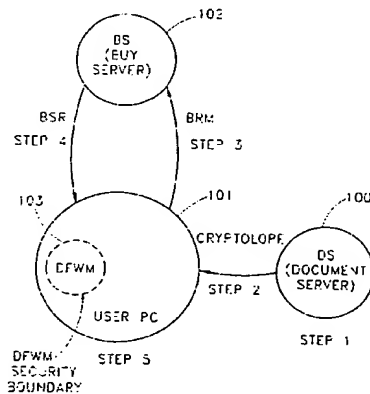 102
BS
(BUY
SERVER)
BSR
STEP 4
BRM
STEP 3
103
101
100
CRYPTOLOPE
DFWM
DS
(DOCUMENT
SERVER)
STEP 2
USER PC
STEP 1
DFWM
SECURITY
BOUNDARY
STEP 5